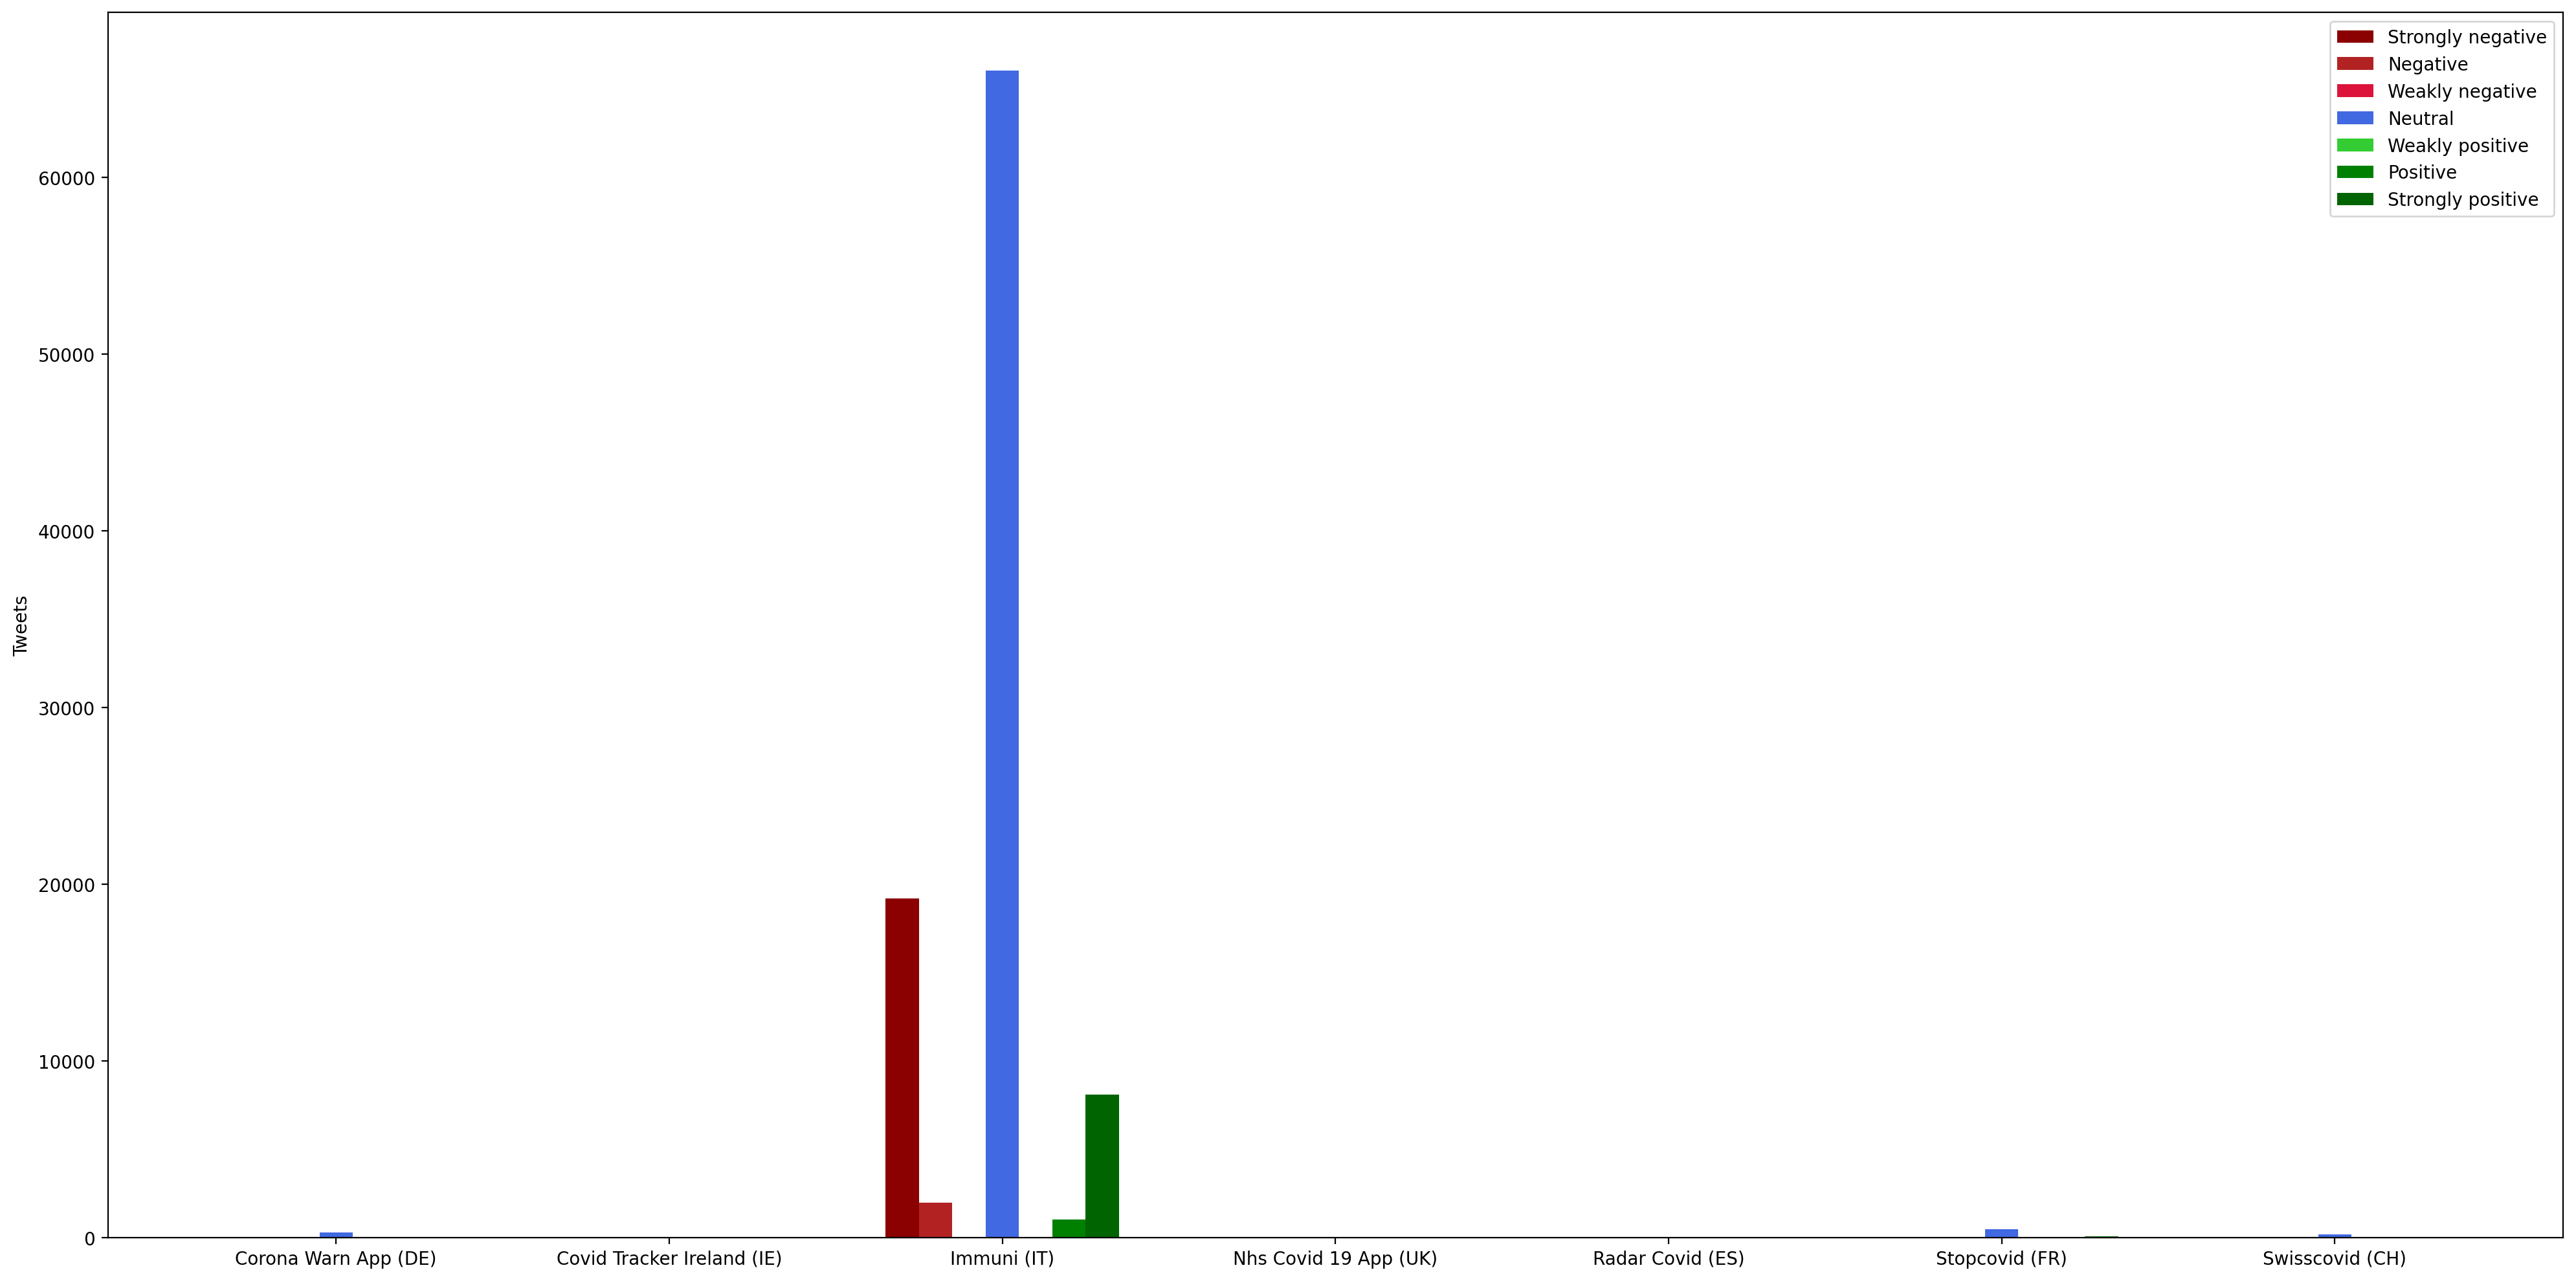 Strongly negative
Negative
Weakly negative
Neutral
Weakly positive
Positive
Strongly positive
Tweets
60000
50000
40000
30000
20000
10000
0
Corona Warn App (DE)
Covid Tracker Ireland (IE)
Immuni (IT)
Nhs Covid 19 App (UK)
Radar Covid (ES)
Stopcovid (FR)
Swisscovid (CH)